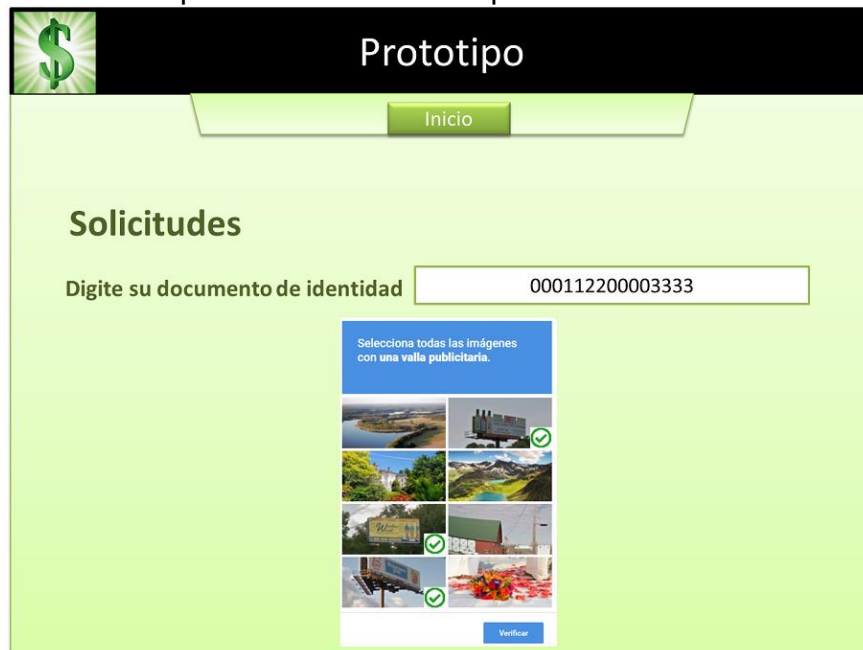 Prototipo
Inicio
Solicitudes
Digite su documento de identidad
000112200003333
Selecciona todas las imágenes
con una valla publicitaria.
Verificar